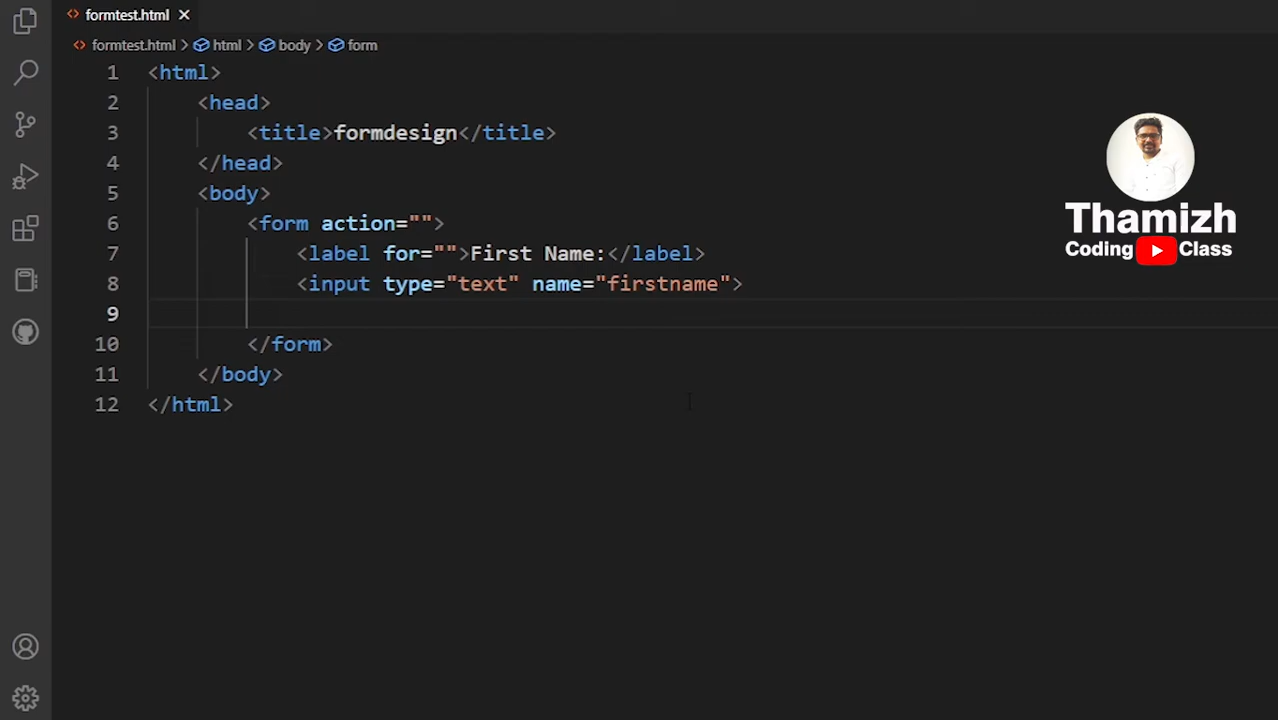 formtest.html
formtest.html > html > body > form
1 <html>
2 <head>
3 <title>formdesign</title>
4 </head>
5 <body>
6 <form action="">
7 <label for="">First Name:</label>
8 <input type="text" name="firstname">
9
10 </form>
11 </body>
12 </html>
Thamizh
Coding Class